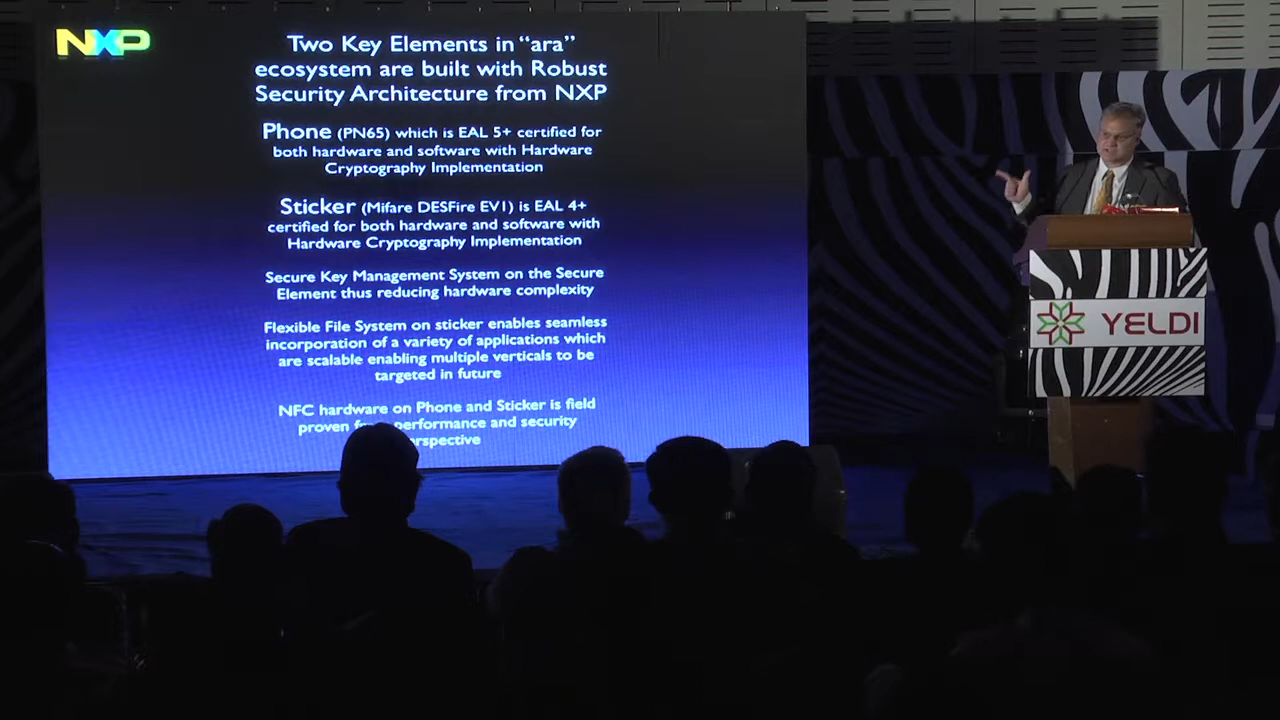 NXP
Two Key Elements in “ara”
ecosystem are built with Robust
Security Architecture from NXP
Phone (PN65) which is EAL 5+ certified for
both hardware and software with Hardware
Cryptography Implementation
Sticker (Mifare DESFire EV1) is EAL 4+
certified for both hardware and software with
Hardware Cryptography Implementation
Secure Key Management System on the Secure
Element thus reducing hardware complexity
Flexible File System on sticker enables seamless
incorporation of a variety of applications which
are scalable enabling multiple verticals to be
targeted in future
NFC hardware on Phone and Sticker is field
proven performance and security
YELDI